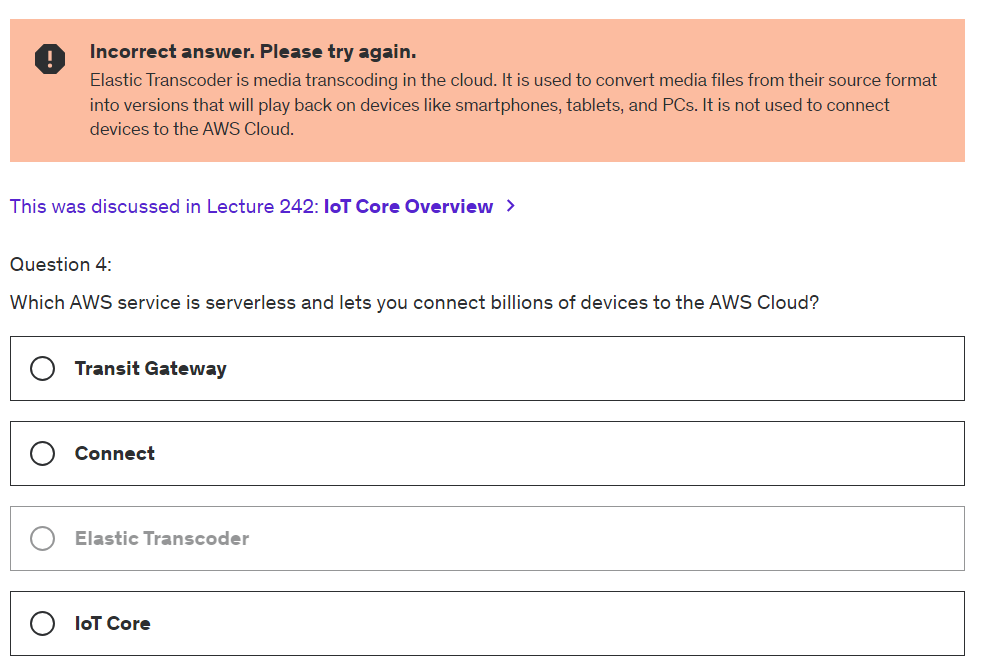 Incorrect answer. Please try again.
Elastic Transcoder is media transcoding in the cloud. It is used to convert media files from their source format
into versions that will play back on devices like smartphones, tablets, and PCs. It is not used to connect
devices to the AWS Cloud.
This was discussed in Lecture 242: IoT Core Overview >
Question 4:
Which AWS service is serverless and lets you connect billions of devices to the AWS Cloud?
Transit Gateway
Connect
Elastic Transcoder
IoT Core